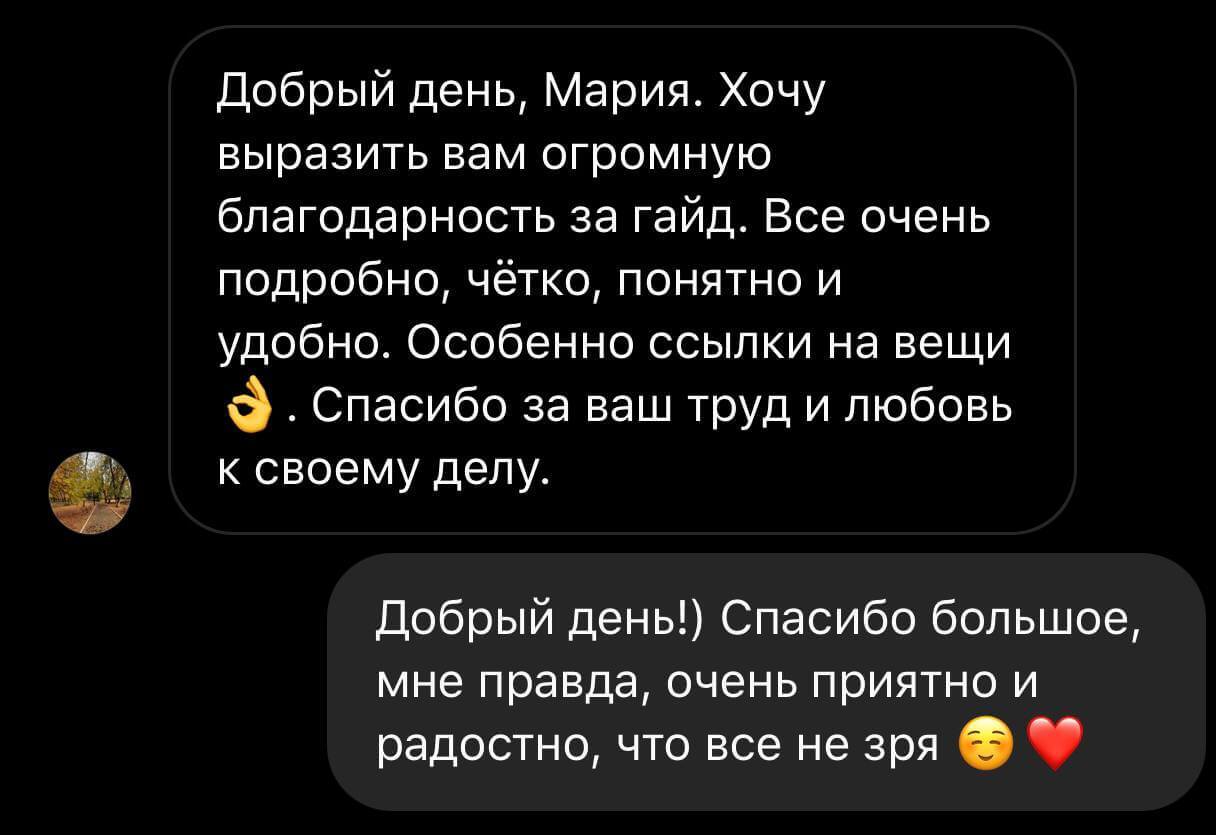 Добрый день, Мария. Хочу
выразить вам огромную
благодарность за гайд. Все очень
подробно, чётко, понятно и
удобно. Особенно ссылки на вещи
👌. Спасибо за ваш труд и любовь
к своему делу.
Добрый день!) Спасибо большое,
мне правда, очень приятно и
радостно, что все не зря ☺️❤️